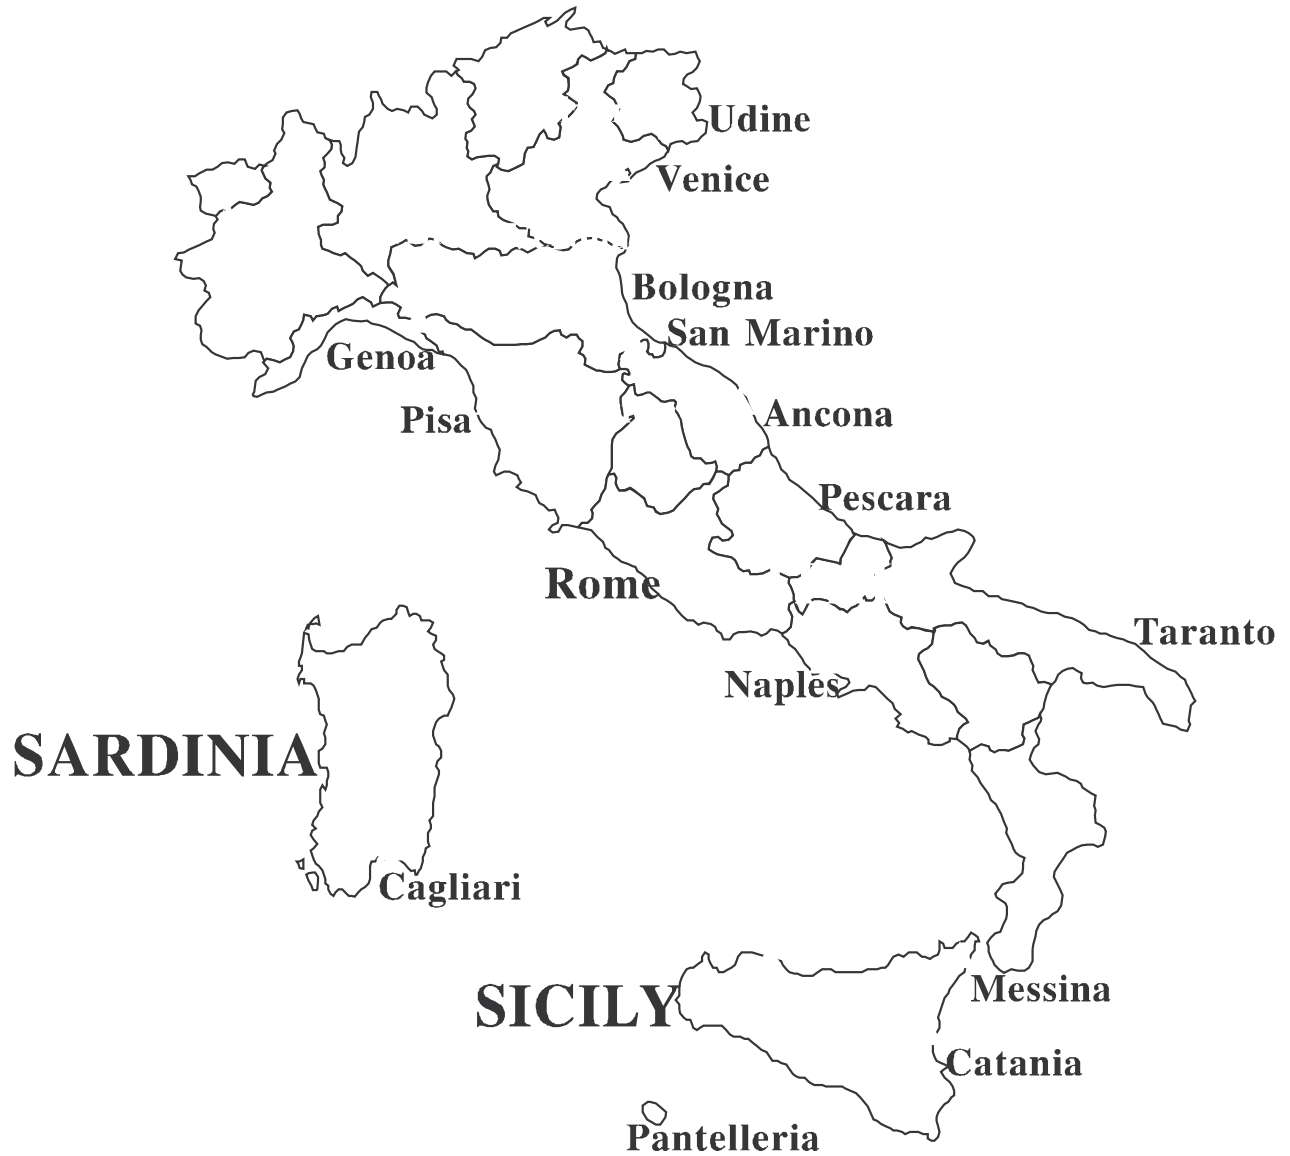 Udine
Venice
Bologna
San Marino
Genoa
Ancona
Pisa
Pescara
Rome
Taranto
Naples
SARDINIA
Cagliari
Messina
SICILY
Catania
Pantelleria